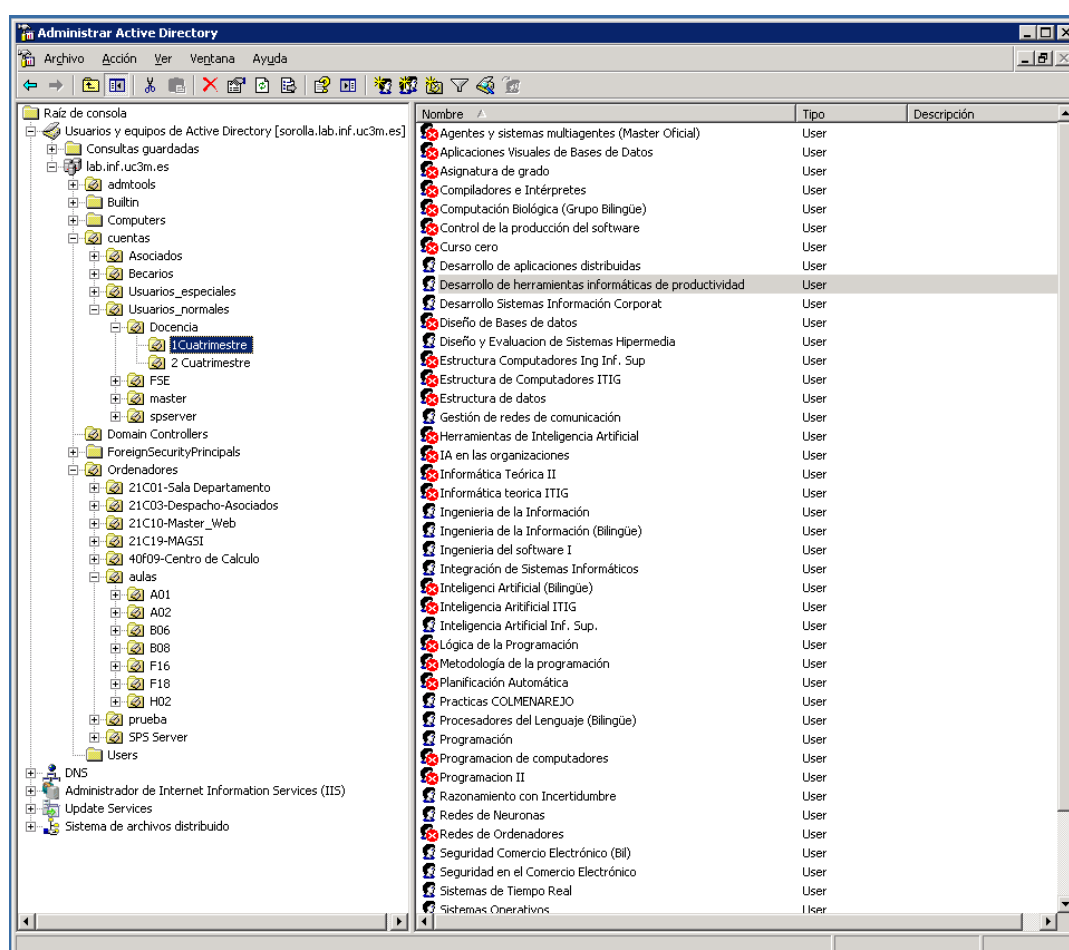 Administrar Active Directory
Archivo Acción Ver Ventana Ayuda
Raíz de consola
Usuarios y equipos de Active Directory [sorolla.lab.inf.uc3m.es]
Consultas guardadas
lab.inf.uc3m.es
admtools
Builtin
Computers
cuentas
Asociados
Becarios
Usuarios_especiales
Usuarios_normales
Docencia
1Cuatrimestre
2 Cuatrimestre
FSE
master
spserver
Domain Controllers
ForeignSecurityPrincipals
Ordenadores
21C01-Sala Departamento
21C03-Despacho-Asociados
21C10-Master_Web
21C19-MAGSI
40f09-Centro de Calculo
aulas
A01
A02
B06
B08
F16
F18
H02
prueba
SPS Server
Users
DNS
Administrador de Internet Information Services (IIS)
Update Services
Sistema de archivos distribuido
Nombre Tipo Descripción
Agentes y sistemas multiagentes (Master Oficial) User
Aplicaciones Visuales de Bases de Datos User
Asignatura de grado User
Compiladores e Intérpretes User
Computación Biológica (Grupo Bilingüe) User
Control de la producción del software User
Curso cero User
Desarrollo de aplicaciones distribuidas User
Desarrollo de herramientas informáticas de productividad User
Desarrollo Sistemas Información Corporat User
Diseño de Bases de datos User
Diseño y Evaluacion de Sistemas Hipermedia User
Estructura Computadores Ing Inf. Sup User
Estructura de Computadores ITIG User
Estructura de datos User
Gestión de redes de comunicación User
Herramientas de Inteligencia Artificial User
IA en las organizaciones User
Informática Teórica II User
Informática teorica ITIG User
Ingenieria de la Información User
Ingenieria de la Información (Bilingüe) User
Ingenieria del software I User
Integración de Sistemas Informáticos User
Inteligenci Artificial (Bilingüe) User
Inteligencia Aritificial ITIG User
Inteligencia Artificial Inf. Sup. User
Lógica de la Programación User
Metodología de la programación User
Planificación Automática User
Practicas COLMENAREJO User
Procesadores del Lenguaje (Bilingüe) User
Programación User
Programacion de computadores User
Programacion II User
Razonamiento con Incertidumbre User
Redes de Neuronas User
Redes de Ordenadores User
Seguridad Comercio Electrónico (Bil) User
Seguridad en el Comercio Electrónico User
Sistemas de Tiempo Real User
Sistemas Operativos User